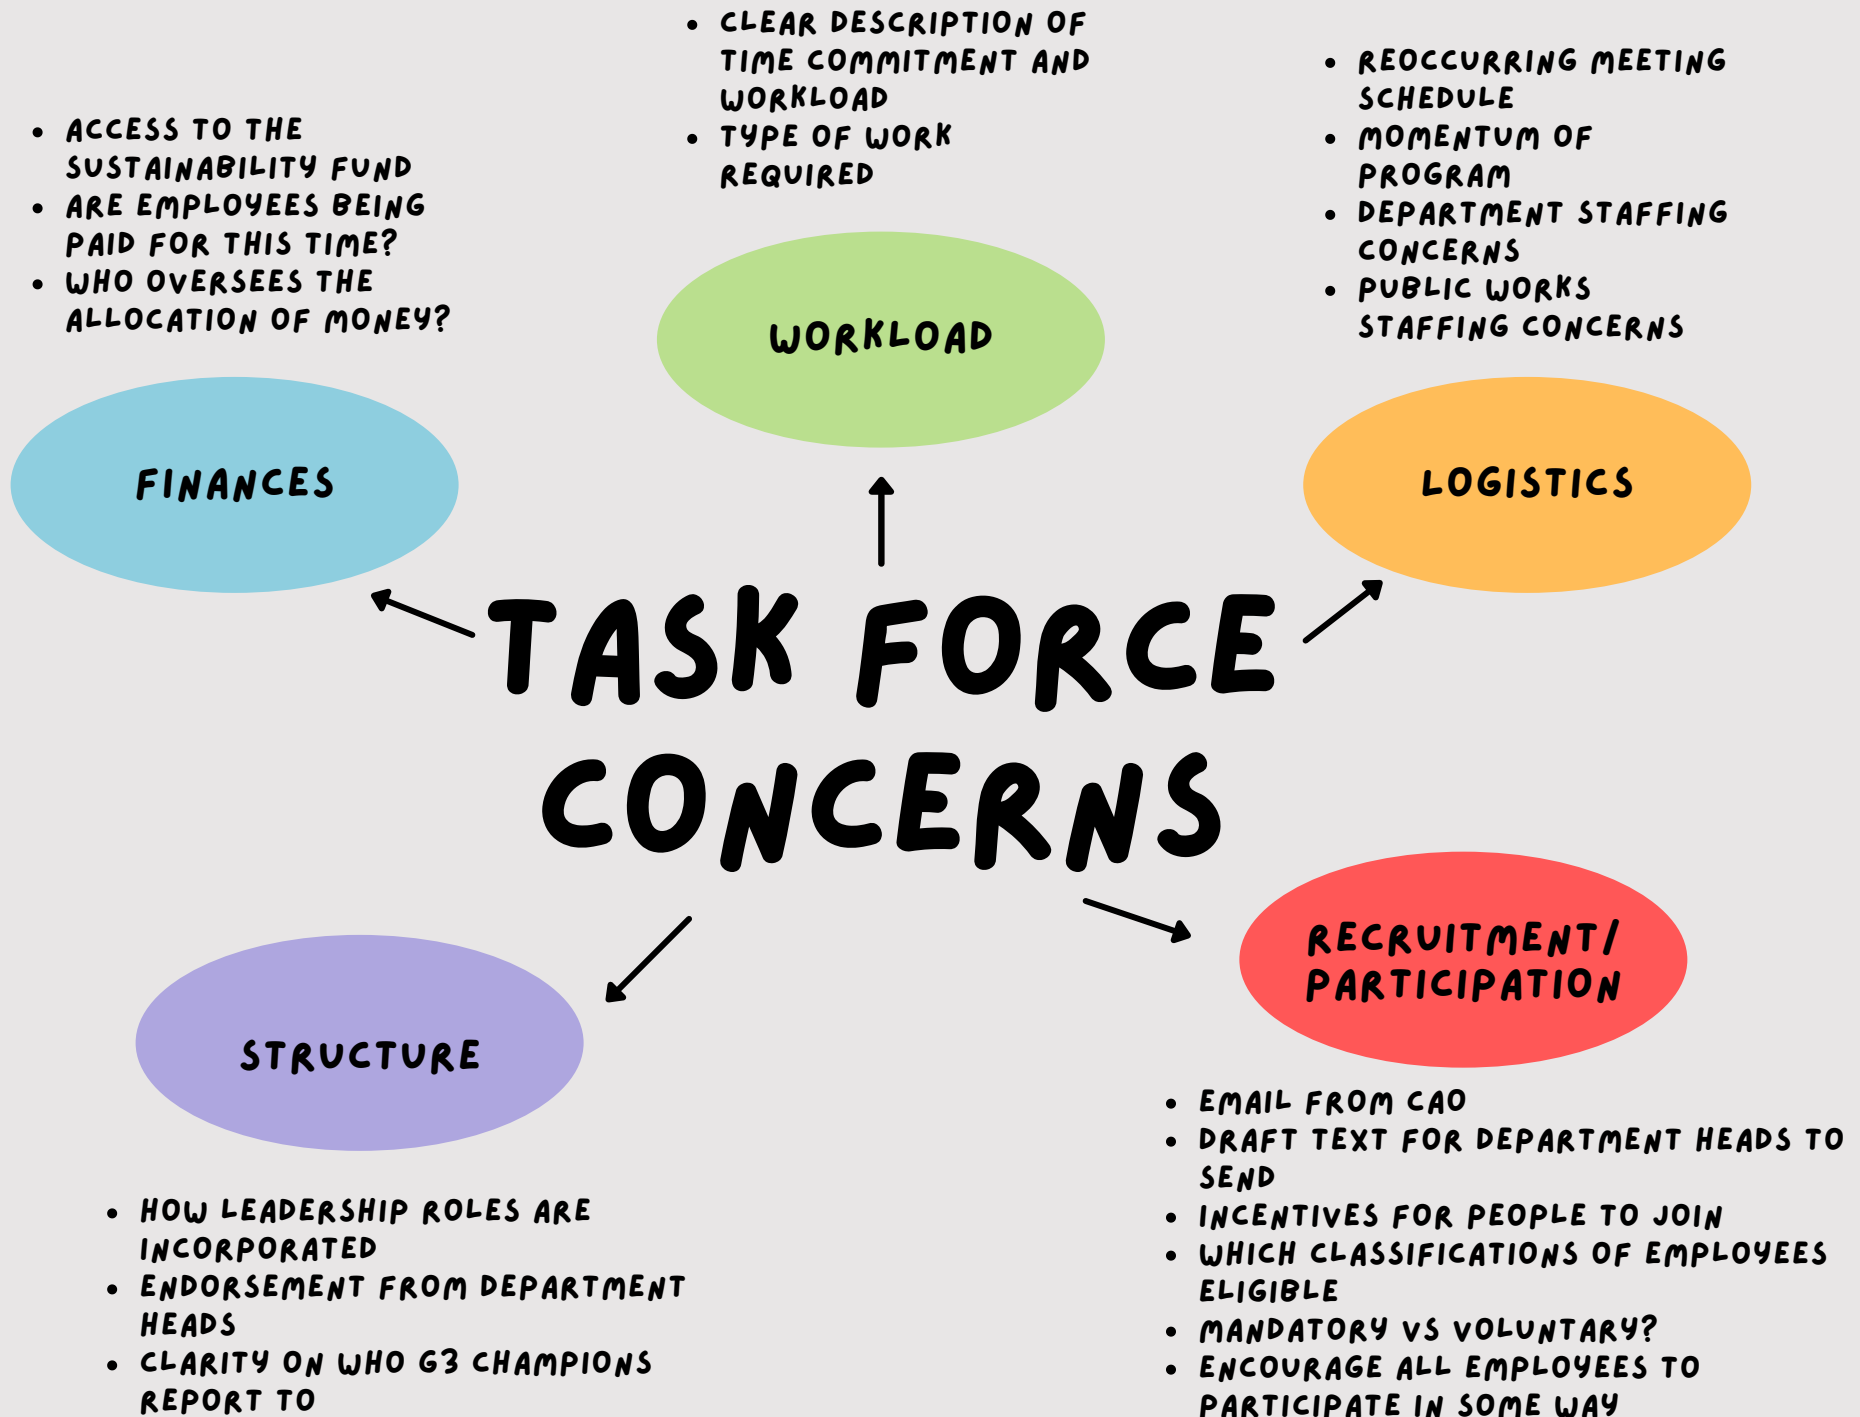 CLEAR DESCRIPTION OF
TIME COMMITMENT AND
WORKLOAD
TYPE OF WORK
REQUIRED
REOCCURRING MEETING
SCHEDULE
MOMENTUM OF
PROGRAM
DEPARTMENT STAFFING
CONCERNS
PUBLIC WORKS
STAFFING CONCERNS
ACCESS TO THE
SUSTAINABILITY FUND
ARE EMPLOYEES BEING
PAID FOR THIS TIME?
WHO OVERSEES THE
ALLOCATION OF MONEY?
WORKLOAD
FINANCES
LOGISTICS
TASK FORCE
CONCERNS
STRUCTURE
RECRUITMENT/
PARTICIPATION
HOW LEADERSHIP ROLES ARE
INCORPORATED
ENDORSEMENT FROM DEPARTMENT
HEADS
CLARITY ON WHO G3 CHAMPIONS
REPORT TO
EMAIL FROM CAO
DRAFT TEXT FOR DEPARTMENT HEADS TO
SEND
INCENTIVES FOR PEOPLE TO JOIN
WHICH CLASSIFICATIONS OF EMPLOYEES
ELIGIBLE
MANDATORY VS VOLUNTARY?
ENCOURAGE ALL EMPLOYEES TO
PARTICIPATE IN SOME WAY